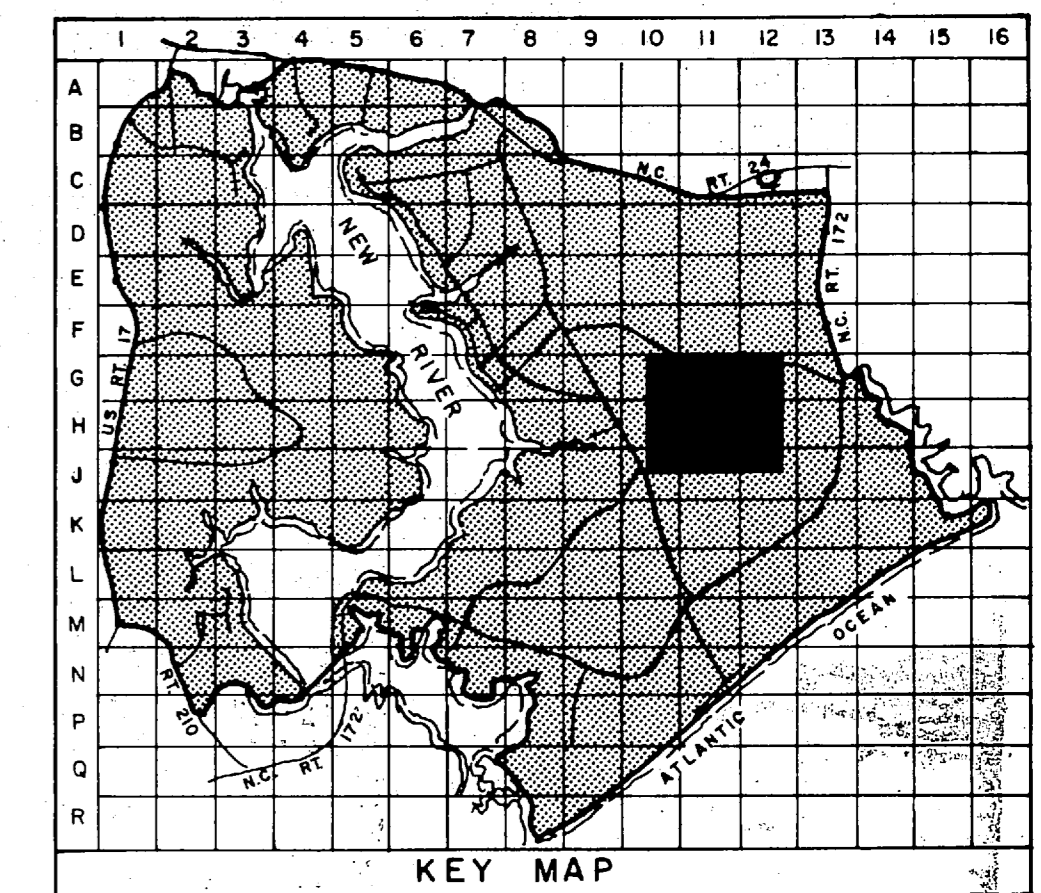 1 2 3 4 5 6 7 8 9 10 11 12 13 14 15 16
A
B
C
D
E
F
G
H
J
K
L
M
N
P
Q
R
N.C. RT. 24
N.C. RT. 172
NEW
RIVER
US RT. 17
RT. 210
N.C. RT. 172
ATLANTIC OCEAN
KEY MAP